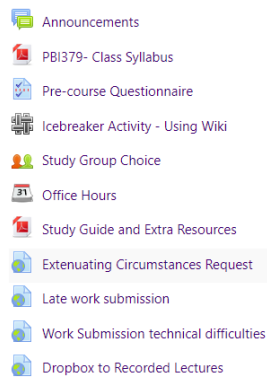 Announcements
PBI379- Class Syllabus
Pre-course Questionnaire
Icebreaker Activity - Using Wiki
Study Group Choice
31
Office Hours
Study Guide and Extra Resources
Extenuating Circumstances Request
Late work submission
Work Submission technical difficulties
Dropbox to Recorded Lectures